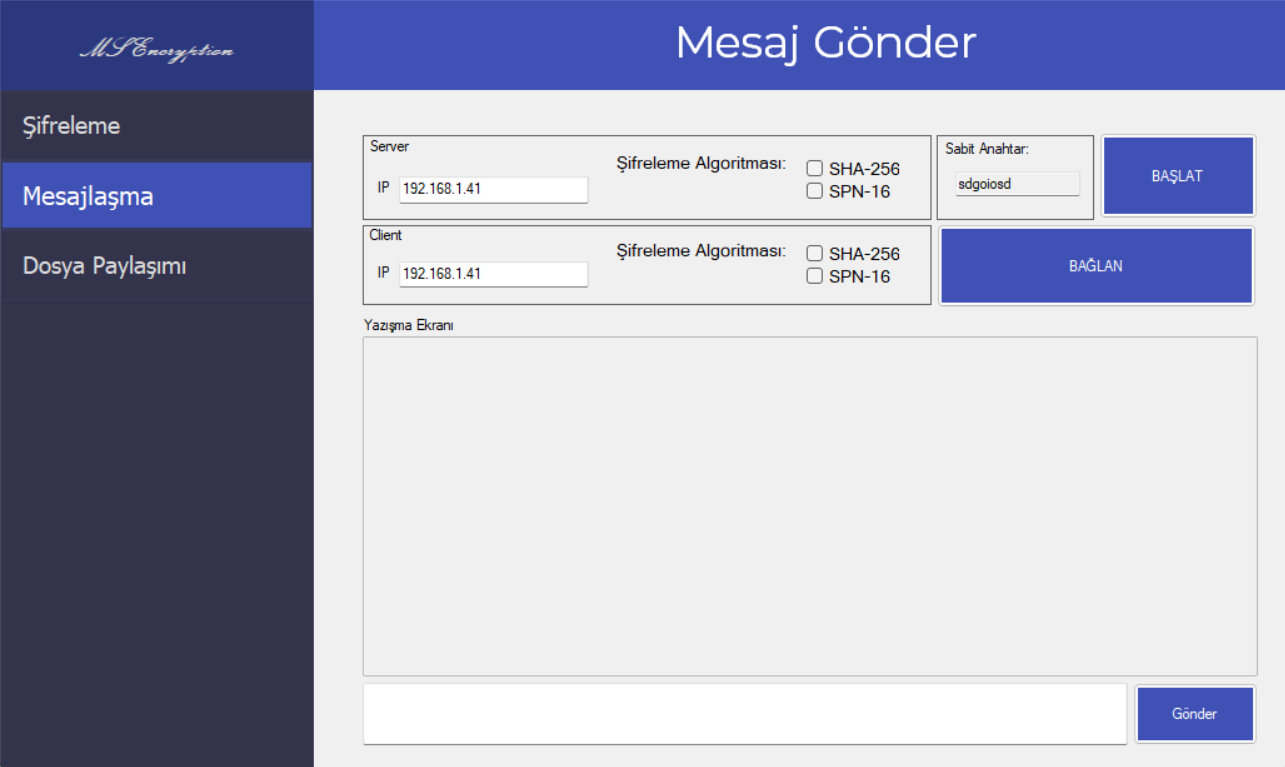 MS Encryption
Mesaj Gönder
Şifreleme
Mesajlaşma
Dosya Paylaşımı
Server
IP 192.168.1.41
Şifreleme Algoritması:
SHA-256
SPN-16
Sabit Anahtar:
sdgoiosd
BAŞLAT
Client
IP 192.168.1.41
Şifreleme Algoritması:
SHA-256
SPN-16
BAĞLAN
Yazışma Ekranı
Gönder